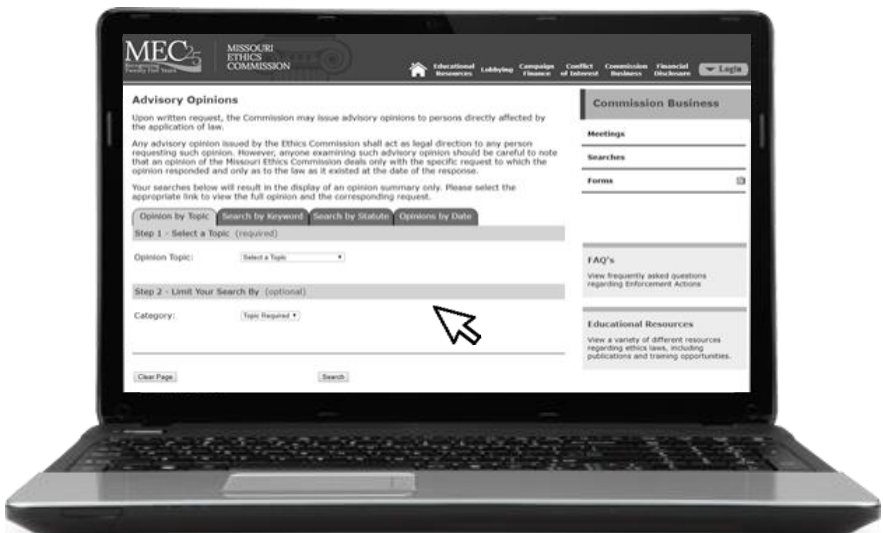 MEC25
Recognizing
Twenty Five Years
MISSOURI
ETHICS
COMMISSION
Educational
Resources
Lobbying
Campaign
Finance
Conflict
of Interest
Commission
Business
Financial
Disclosure
Login
Advisory Opinions
Upon written request, the Commission may issue advisory opinions to persons directly affected by
the application of law.
Any advisory opinion issued by the Ethics Commission shall act as legal direction to any person
requesting such opinion. However, anyone examining such advisory opinion should be careful to note
that an opinion of the Missouri Ethics Commission deals only with the specific request to which the
opinion responded and only as to the law as it existed at the date of the response.
Your searches below will result in the display of an opinion summary only. Please select the
appropriate link to view the full opinion and the corresponding request.
Opinion by Topic
Search by Keyword
Search by Statute
Opinions by Date
Step 1 - Select a Topic (required)
Opinion Topic:
Select a Topic
Step 2 - Limit Your Search By (optional)
Category:
Topic Required
Clear Page
Search
Commission Business
Meetings
Searches
Forms
FAQ's
View frequently asked questions
regarding Enforcement Actions
Educational Resources
View a variety of different resources
regarding ethics laws, including
publications and training opportunities.